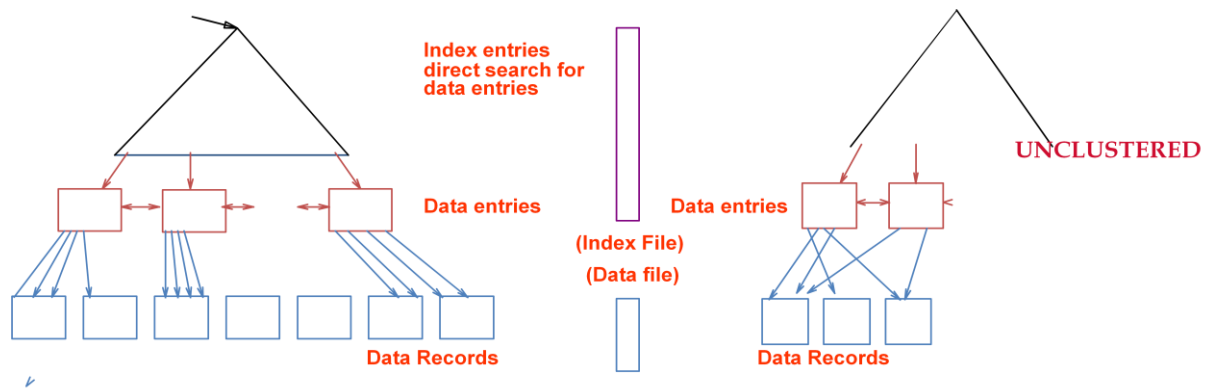 Index entries
direct search for
data entries
UNCLUSTERED
Data entries
Data entries
(Index File)
(Data file)
Data Records
Data Records